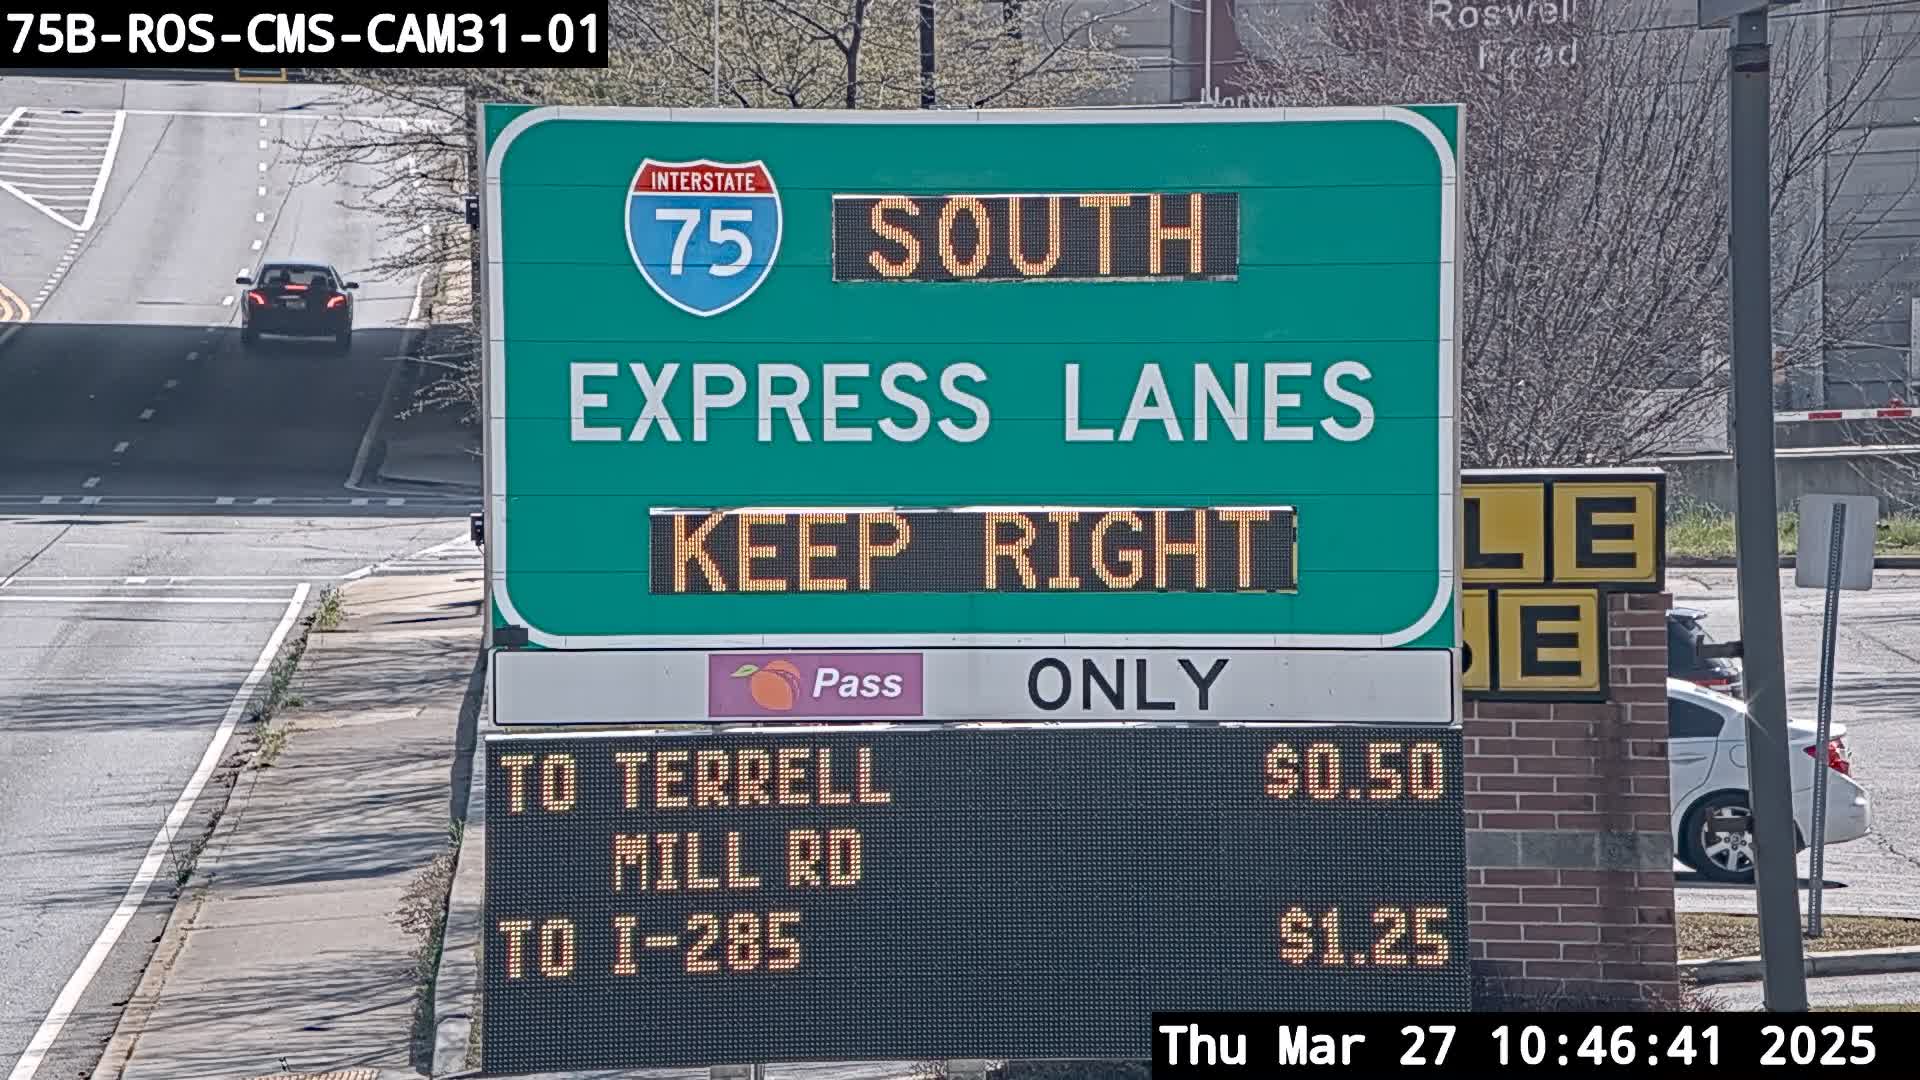 75B-ROS-CMS-CAM31-01
Roswell
Road
INTERSTATE
75
SOUTH
EXPRESS LANES
KEEP RIGHT
Pass ONLY
LE
E
TO TERRELL $0.50
MILL RD
TO I-285 $1.25
Thu Mar 27 10:46:41 2025